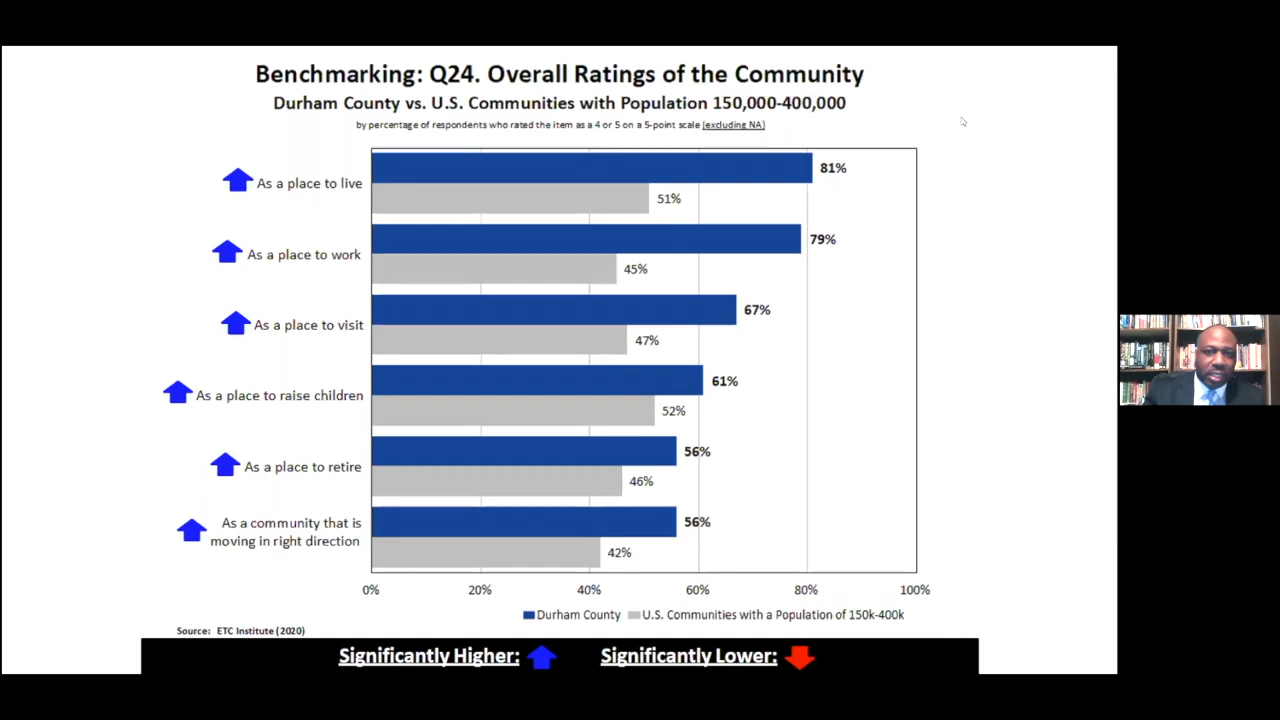 Benchmarking: Q24. Overall Ratings of the Community
Durham County vs. U.S. Communities with Population 150,000-400,000
by percentage of respondents who rated the item as a 4 or 5 on a 5-point scale (excluding NA)
As a place to live
81%
51%
As a place to work
79%
45%
As a place to visit
67%
47%
As a place to raise children
61%
52%
As a place to retire
56%
46%
As a community that is
moving in right direction
56%
42%
0% 20% 40% 60% 80% 100%
Durham County U.S. Communities with a Population of 150k-400k
Source: ETC Institute (2020)
Significantly Higher: Significantly Lower: